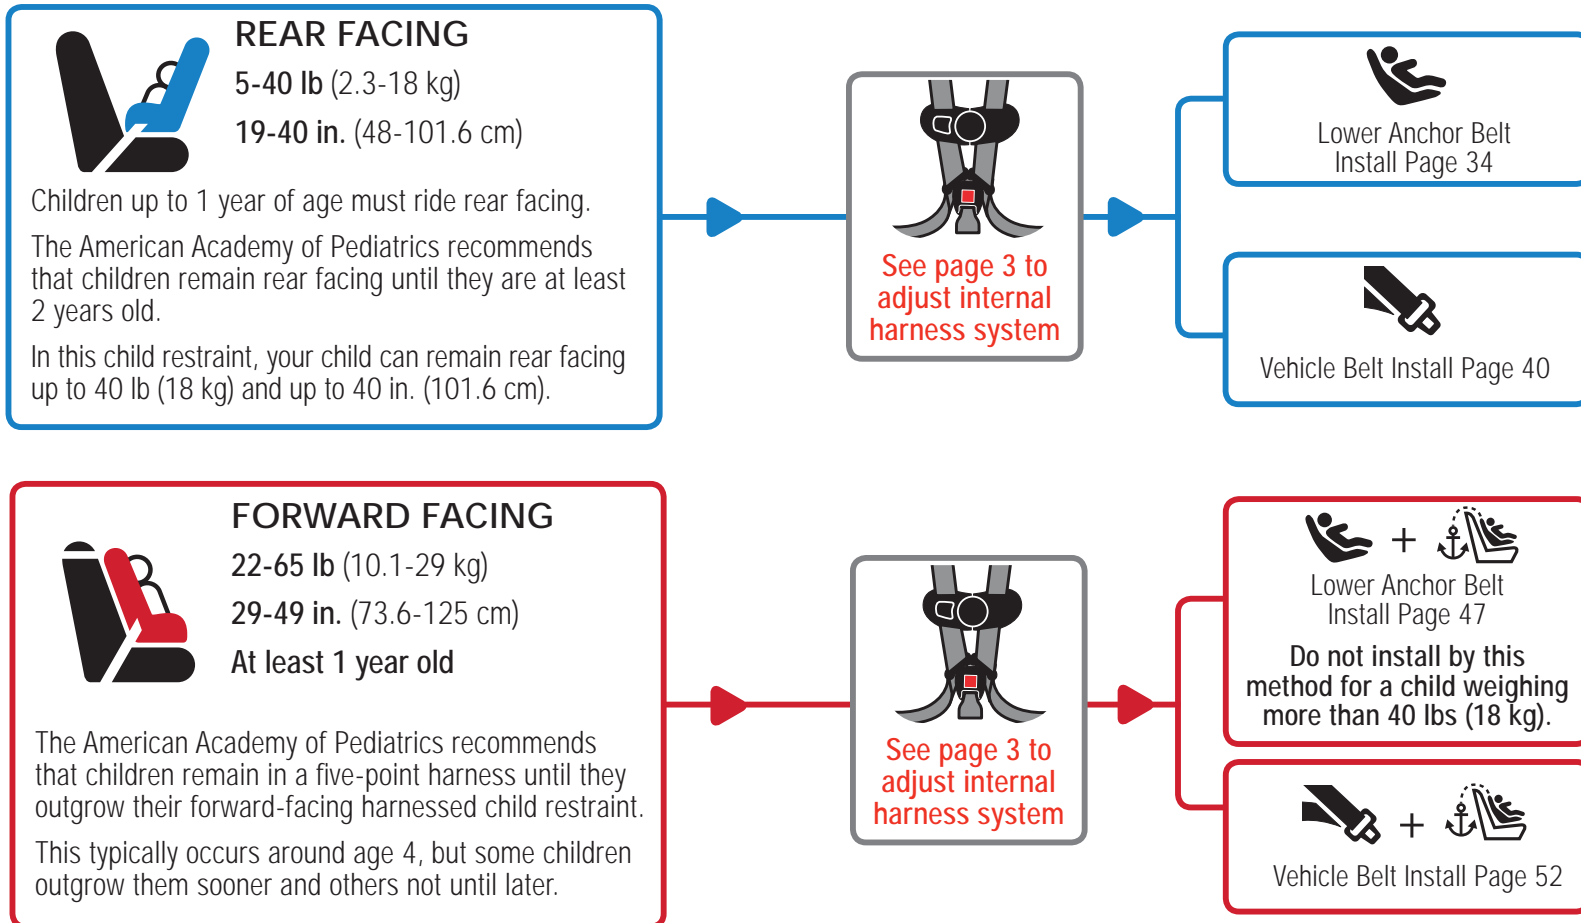 REAR FACING
5-40 lb (2.3-18 kg)
19-40 in. (48-101.6 cm)
Children up to 1 year of age must ride rear facing.
The American Academy of Pediatrics recommends
that children remain rear facing until they are at least
2 years old.
In this child restraint, your child can remain rear facing
up to 40 lb (18 kg) and up to 40 in. (101.6 cm).
See page 3 to
adjust internal
harness system
Lower Anchor Belt
Install Page 34
Vehicle Belt Install Page 40
FORWARD FACING
22-65 lb (10.1-29 kg)
29-49 in. (73.6-125 cm)
At least 1 year old
The American Academy of Pediatrics recommends
that children remain in a five-point harness until they
outgrow their forward-facing harnessed child restraint.
This typically occurs around age 4, but some children
outgrow them sooner and others not until later.
See page 3 to
adjust internal
harness system
+
Lower Anchor Belt
Install Page 47
Do not install by this
method for a child weighing
more than 40 lbs (18 kg).
+
Vehicle Belt Install Page 52